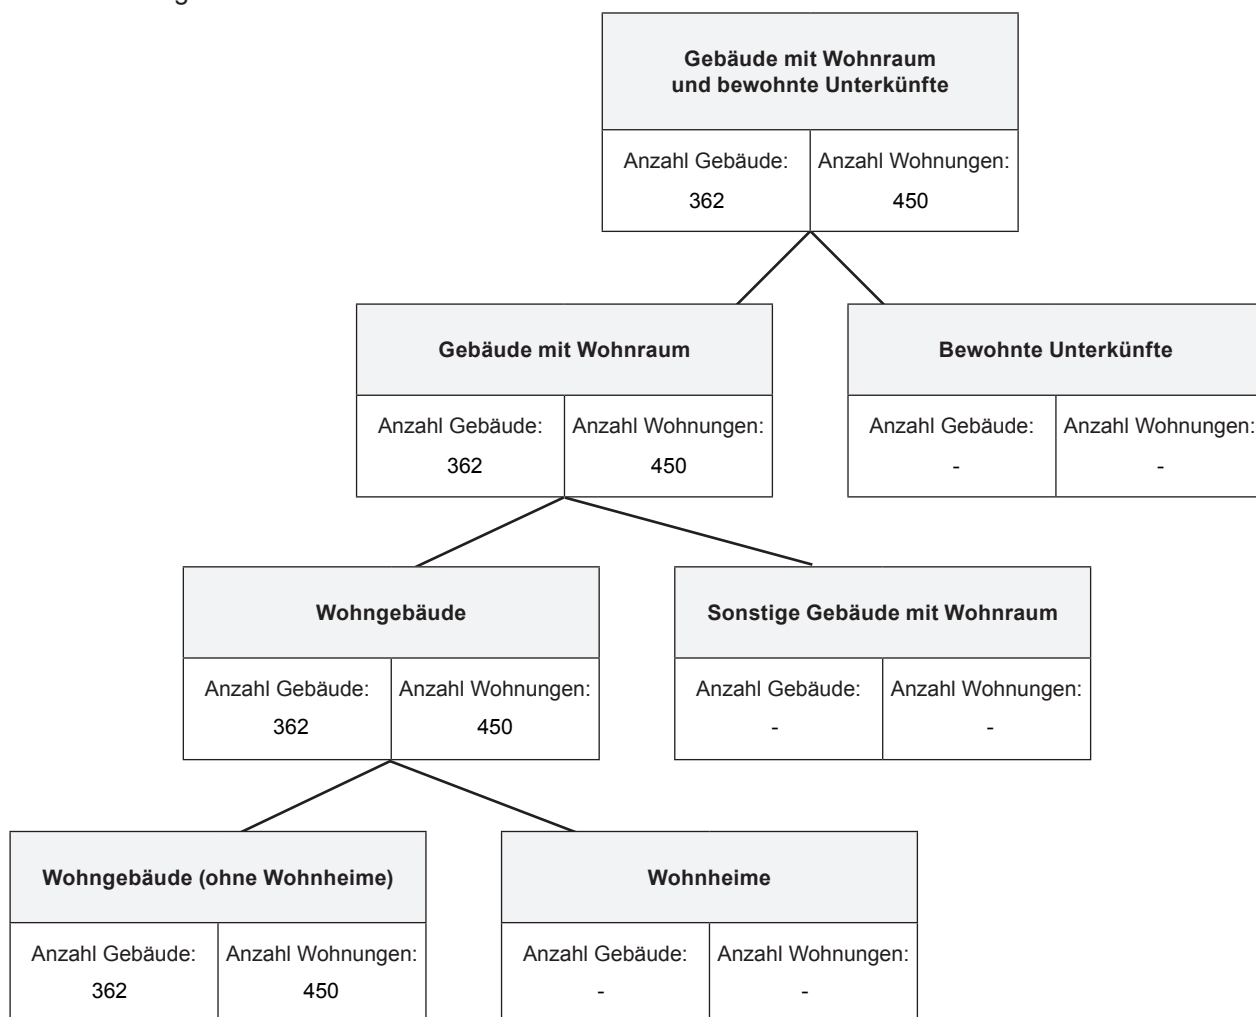 Gebäude mit Wohnraum
und bewohnte Unterkünfte
Anzahl Gebäude: Anzahl Wohnungen:
362 450
Gebäude mit Wohnraum Bewohnte Unterkünfte
Anzahl Gebäude: Anzahl Wohnungen: Anzahl Gebäude: Anzahl Wohnungen:
362 450 - -
Wohngebäude Sonstige Gebäude mit Wohnraum
Anzahl Gebäude: Anzahl Wohnungen: Anzahl Gebäude: Anzahl Wohnungen:
362 450 - -
Wohngebäude (ohne Wohnheime) Wohnheime
Anzahl Gebäude: Anzahl Wohnungen: Anzahl Gebäude: Anzahl Wohnungen:
362 450 - -